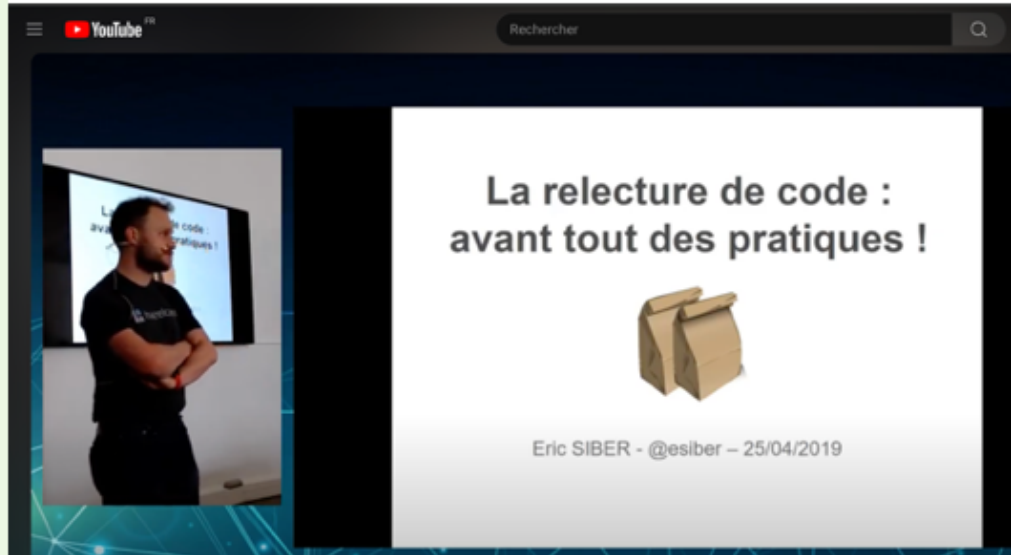 YouTube FR
Rechercher
La relecture de code :
avant tout des pratiques !
Eric SIBER - @esiber – 25/04/2019